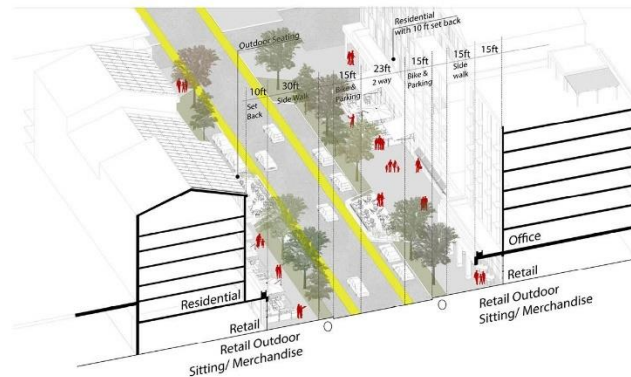 Residential
with 10 ft set back
Outdoor Seating
10ft
Set
Back
30ft
Side Walk
15ft
Bike &
Parking
23ft
2 way
15ft
Bike &
Parking
15ft
Side
walk
15ft
Office
Retail
Retail Outdoor
Sitting/ Merchandise
Residential
Retail
Retail Outdoor
Sitting/ Merchandise